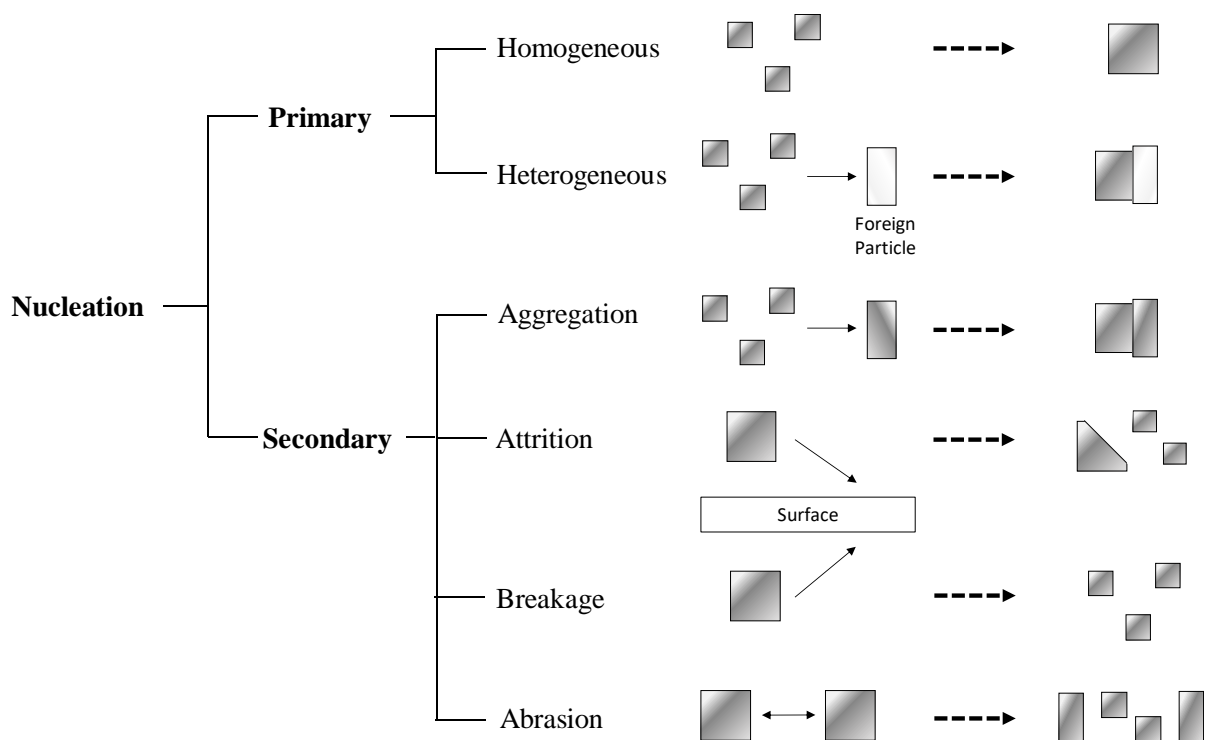 Homogeneous
Primary
Heterogeneous
Foreign
Particle
Nucleation
Aggregation
Secondary
Attrition
Surface
Breakage
Abrasion